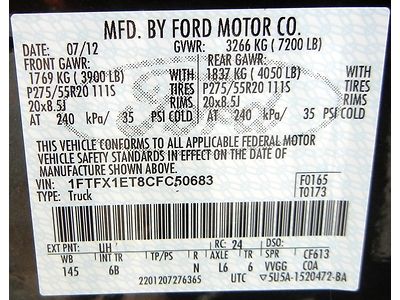 MFD. BY FORD MOTOR CO.
DATE: 07/12 GVWR: 3266 KG ( 7200 LB)
FRONT GAWR: REAR GAWR:
1769 KG ( 3900 LB) WITH 1837 KG ( 4050 LB) WITH
P275/55R20 111S TIRES P275/55R20 111S TIRES
20x8.5J RIMS 20x8.5J RIMS
AT 240 kPa/ 35 PSI COLD AT 240 kPa/ 35 PSI COLD
THIS VEHICLE CONFORMS TO ALL APPLICABLE FEDERAL MOTOR
VEHICLE SAFETY STANDARDS IN EFFECT ON THE DATE OF
MANUFACTURE SHOWN ABOVE.
VIN: 1FTFX1ET8CFC50683 F0165
TYPE: Truck T0173
EXT PNT: UH RC: 24 DSO:
WB INT TR TP/PS R AXLE TR SPR CF613
145 6B N L6 6 VVGG C0A
2201207276365 UTC 5U5A-1520472-BA